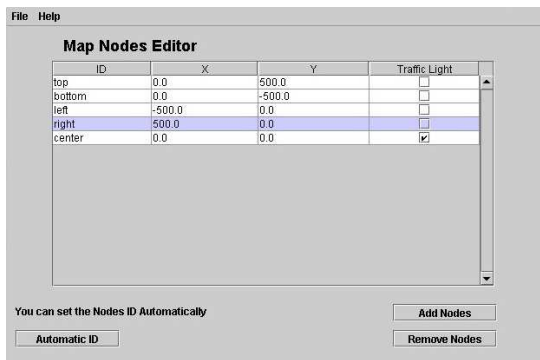 File Help
Map Nodes Editor
ID X Y Traffic Light
top 0.0 500.0
bottom 0.0 -500.0
left -500.0 0.0
right 500.0 0.0
center 0.0 0.0
You can set the Nodes ID Automatically
Add Nodes
Automatic ID Remove Nodes